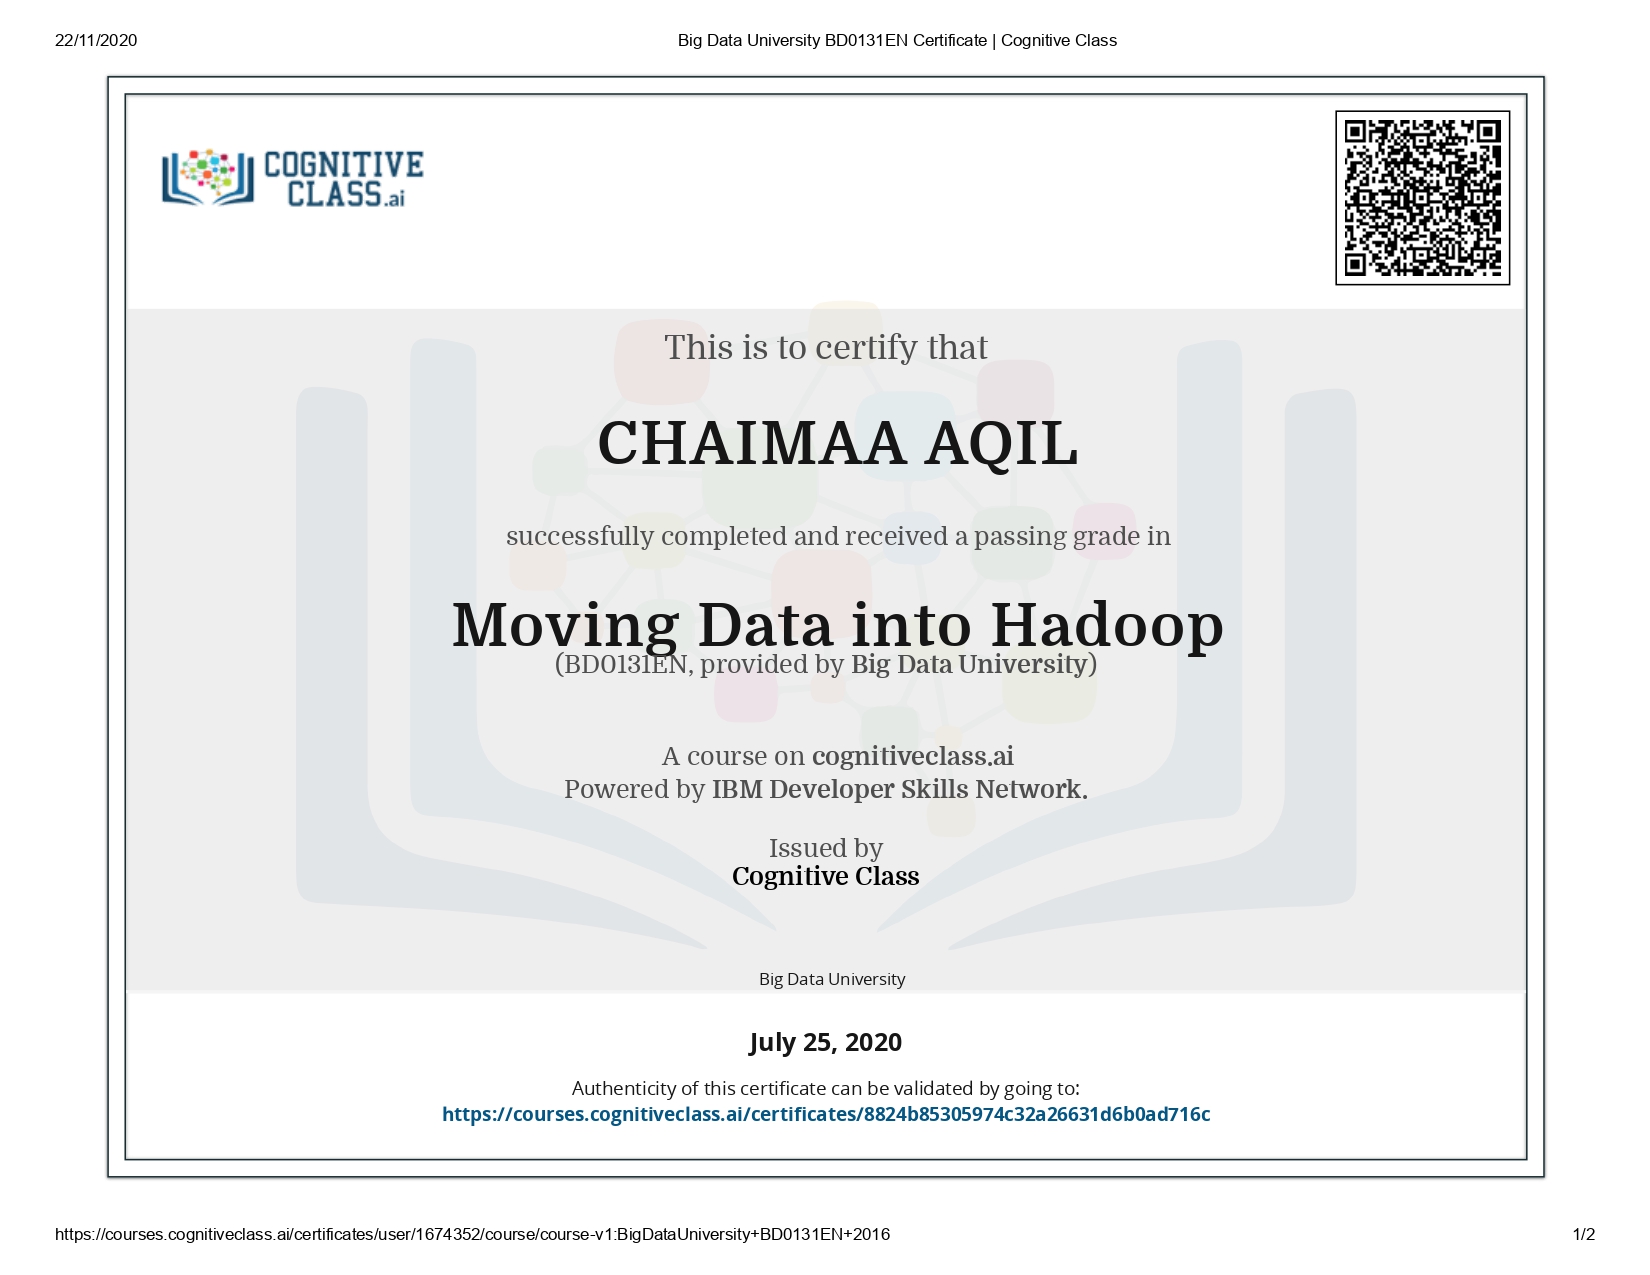 22/11/2020
Big Data University BD0131EN Certificate | Cognitive Class
COGNITIVE
CLASS.ai
This is to certify that
CHAIMAA AQIL
successfully completed and received a passing grade in
Moving Data into Hadoop
(BD0131EN, provided by Big Data University)
A course on cognitiveclass.ai
Powered by IBM Developer Skills Network.
Issued by
Cognitive Class
Big Data University
July 25, 2020
Authenticity of this certificate can be validated by going to:
https://courses.cognitiveclass.ai/certificates/8824b85305974c32a26631d6b0ad716c
https://courses.cognitiveclass.ai/certificates/user/1674352/course/course-v1:BigDataUniversity+BD0131EN+2016
1/2